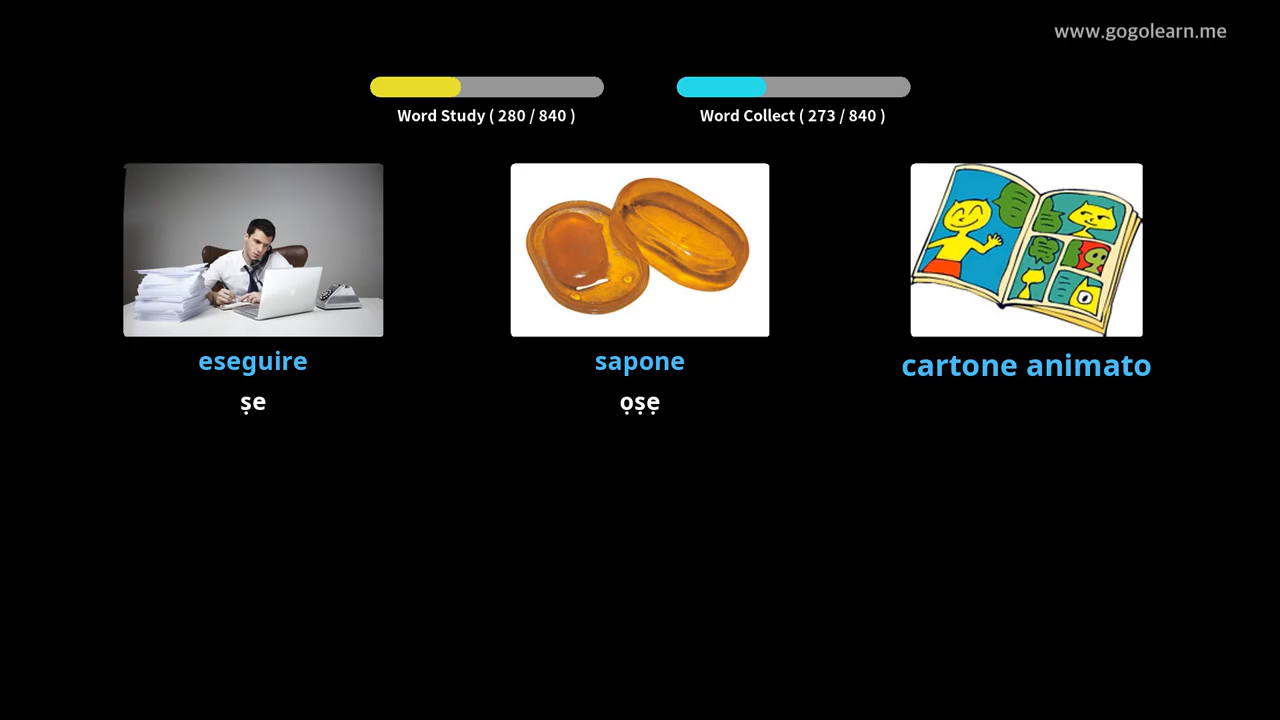 www.gogolearn.me
Word Study ( 280 / 840 )
Word Collect ( 273 / 840 )
eseguire
sapone
cartone animato
ṣe
ọṣẹ